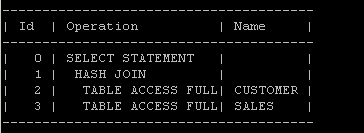 ---------------------------------------
| Id  | Operation          | Name     |
---------------------------------------
|   0 | SELECT STATEMENT   |          |
|   1 |  HASH JOIN         |          |
|   2 |   TABLE ACCESS FULL| CUSTOMER |
|   3 |   TABLE ACCESS FULL| SALES    |
---------------------------------------